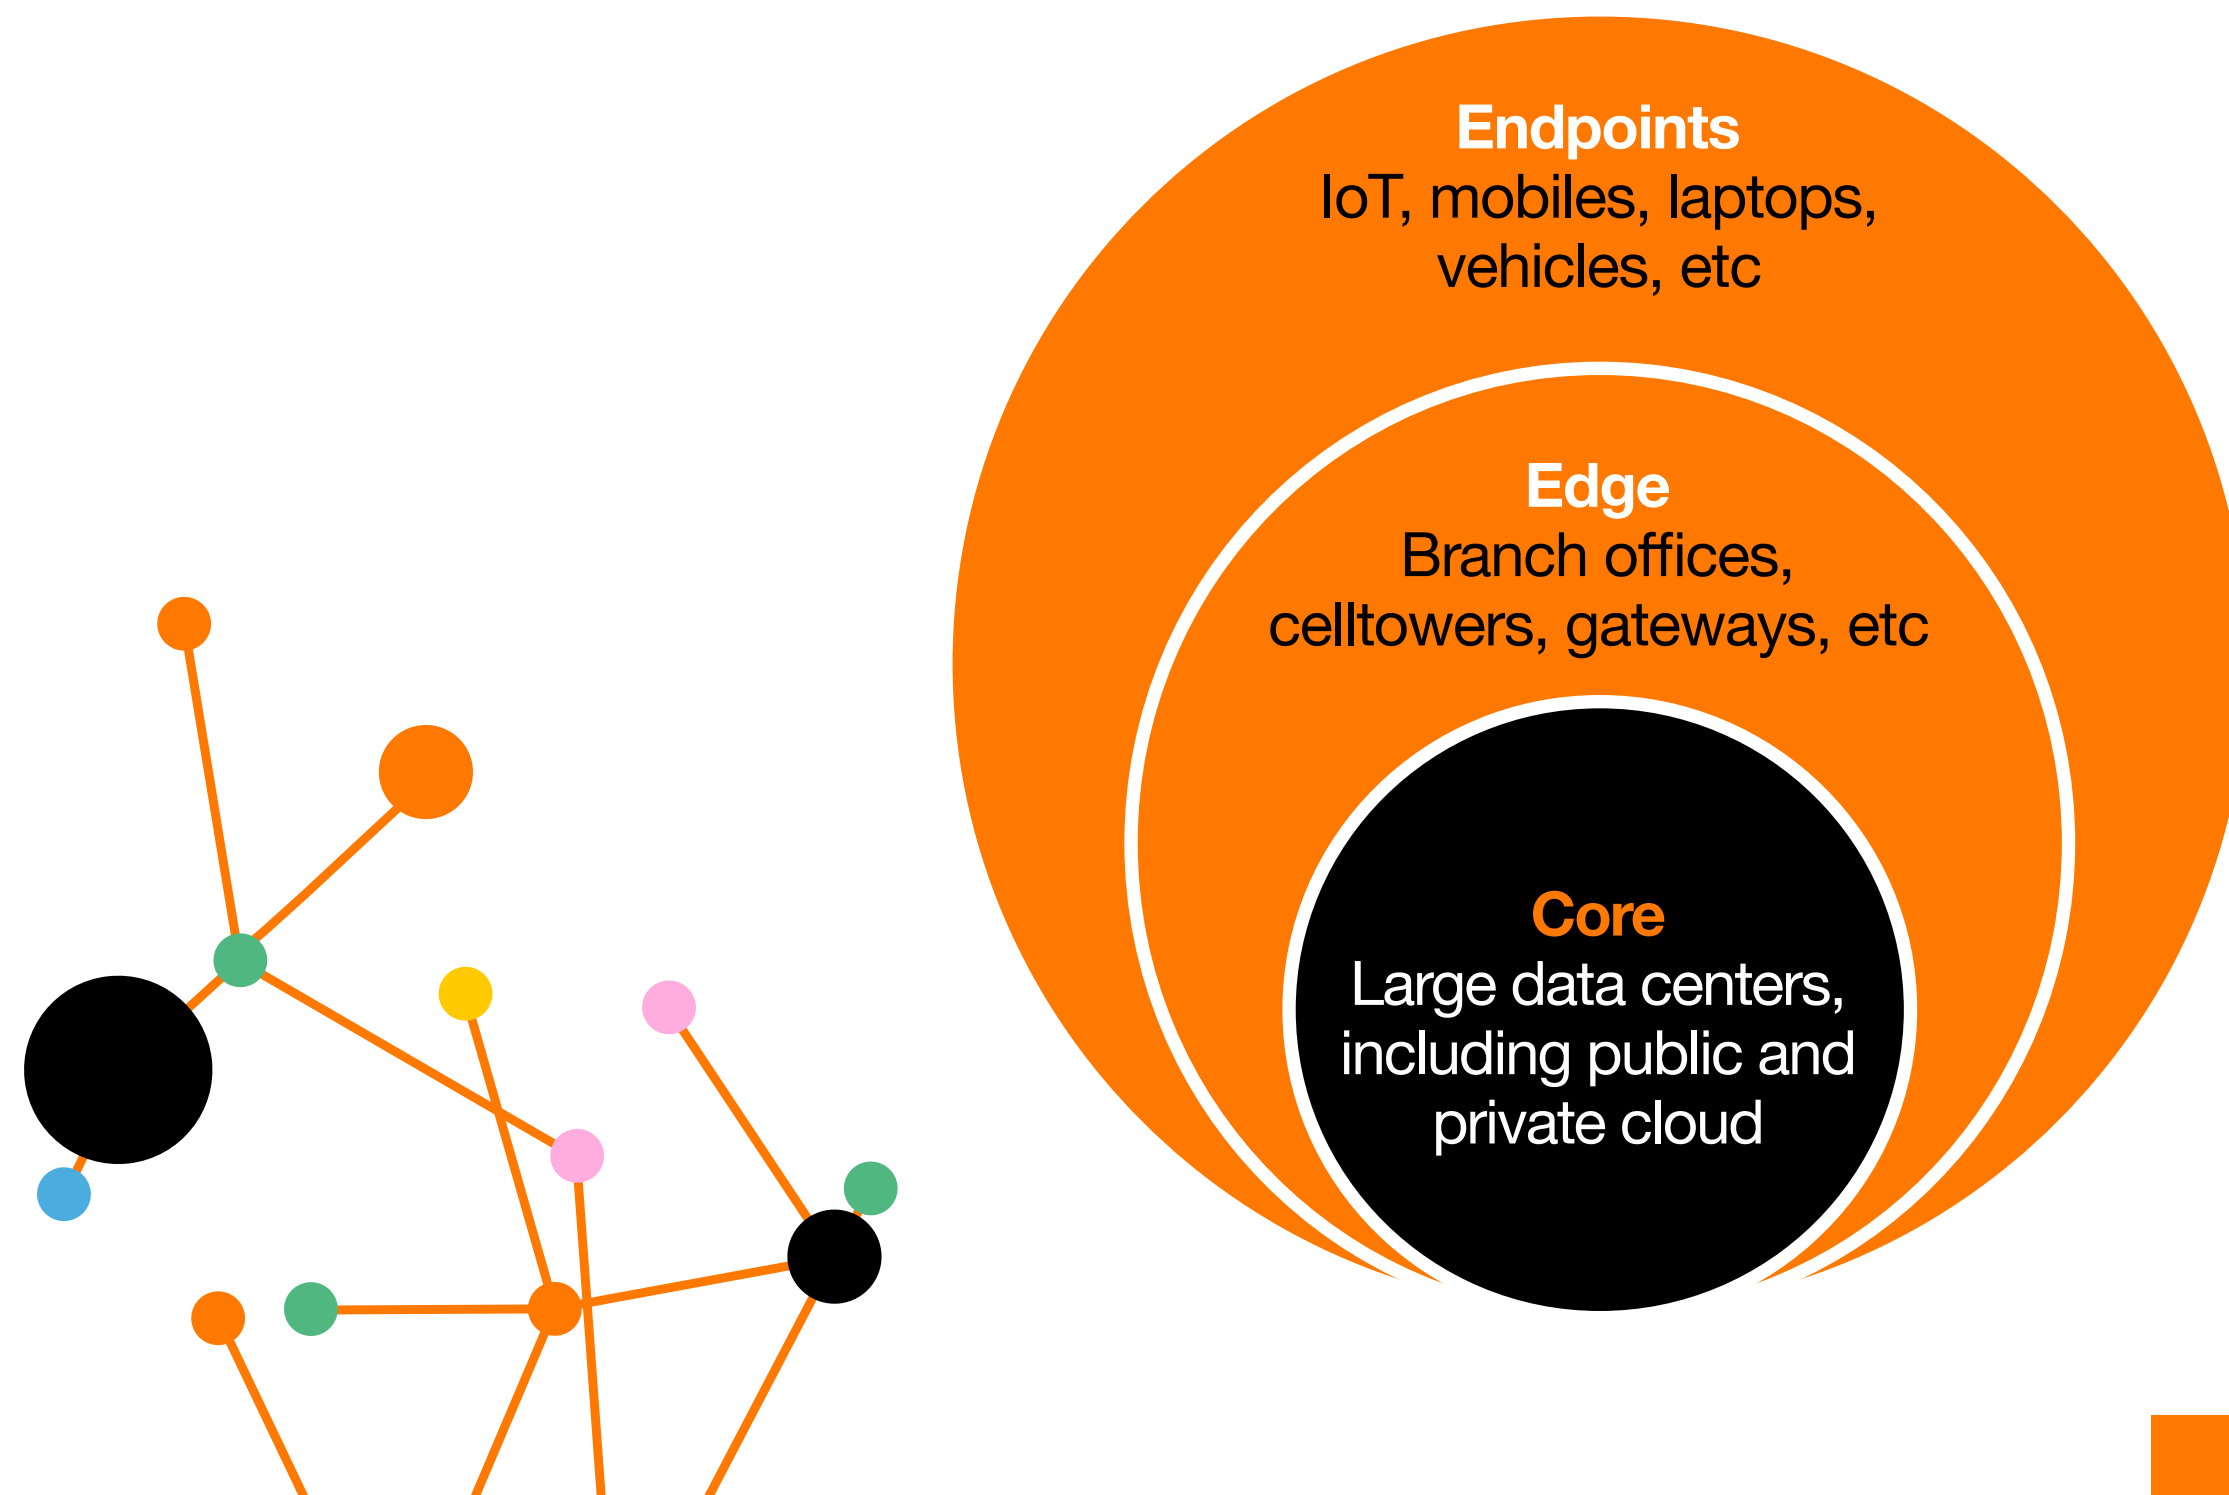 Endpoints
IoT, mobiles, laptops,
vehicles, etc
Edge
Branch offices,
celltowers, gateways, etc
Core
Large data centers,
including public and
private cloud